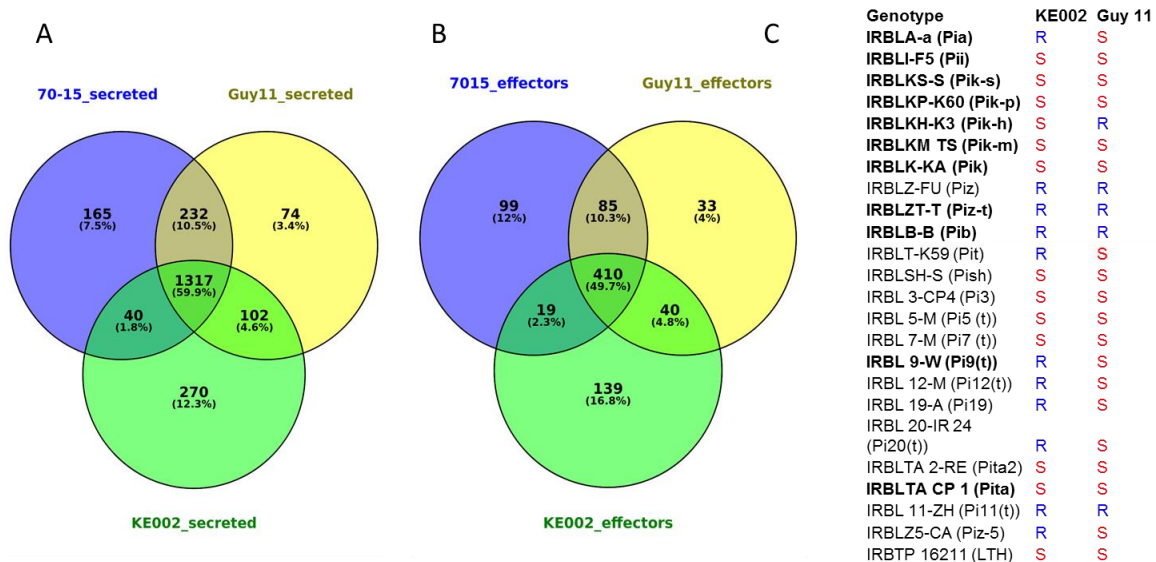 A
B
C
70-15_secreted
Guy11_secreted
165
(7.5%)
232
(10.5%)
74
(3.4%)
1317
(59.9%)
40
(1.8%)
102
(4.6%)
270
(12.3%)
KE002_secreted
7015_effectors
Guy11_effectors
99
(12%)
85
(10.3%)
33
(4%)
410
(49.7%)
19
(2.3%)
40
(4.8%)
139
(16.8%)
KE002_effectors
Genotype KE002 Guy 11
IRBLA-a (Pia) R S
IRBLI-F5 (Pii) S S
IRBLKS-S (Pik-s) S S
IRBLKP-K60 (Pik-p) S S
IRBLKH-K3 (Pik-h) S R
IRBLKM TS (Pik-m) S S
IRBLK-KA (Pik) S S
IRBLZ-FU (Piz) R R
IRBLZT-T (Piz-t) R R
IRBLB-B (Pib) R R
IRBLT-K59 (Pit) R S
IRBLSH-S (Pish) S S
IRBL 3-CP4 (Pi3) S S
IRBL 5-M (Pi5 (t)) S S
IRBL 7-M (Pi7 (t)) S S
IRBL 9-W (Pi9(t)) R S
IRBL 12-M (Pi12(t)) R S
IRBL 19-A (Pi19) R S
IRBL 20-IR 24
(Pi20(t)) R S
IRBLTA 2-RE (Pita2) S S
IRBLTA CP 1 (Pita) S S
IRBL 11-ZH (Pi11(t)) R R
IRBLZ5-CA (Piz-5) R S
IRBTP 16211 (LTH) S S